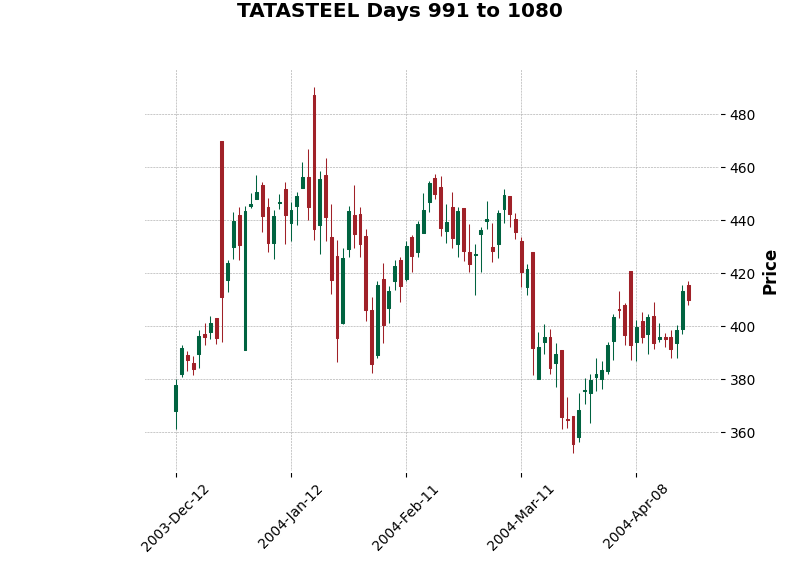 TATASTEEL Days 991 to 1080
480
460
440
420
400
380
360
Price
2003-Dec-12
2004-Jan-12
2004-Feb-11
2004-Mar-11
2004-Apr-08